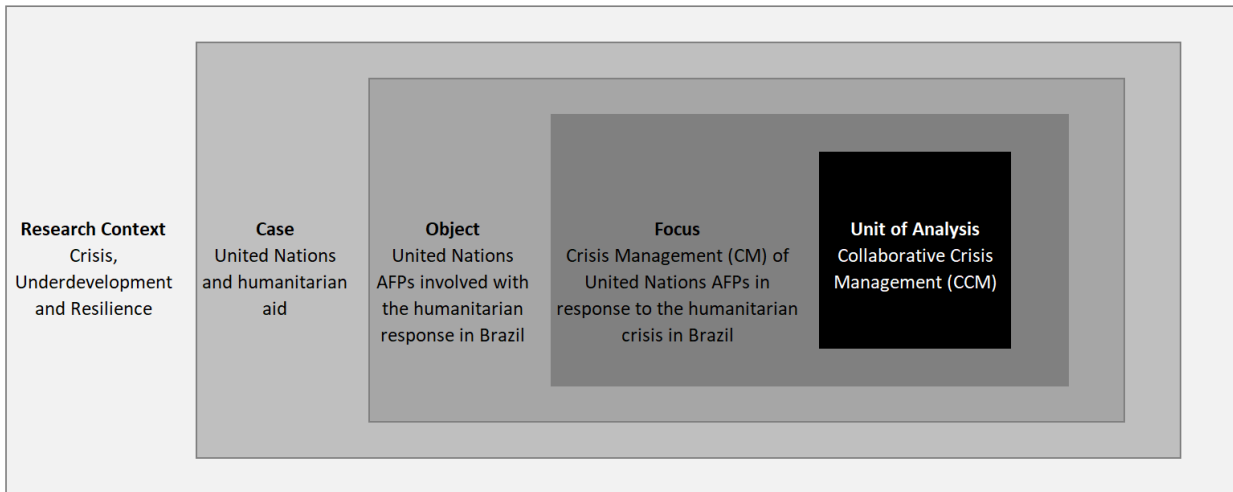 Research Context
Crisis,
Underdevelopment
and Resilience
Case
United Nations
and humanitarian
aid
Object
United Nations
AFPs involved with
the humanitarian
response in Brazil
Focus
Crisis Management (CM) of
United Nations AFPs in
response to the humanitarian
crisis in Brazil
Unit of Analysis
Collaborative Crisis
Management (CCM)